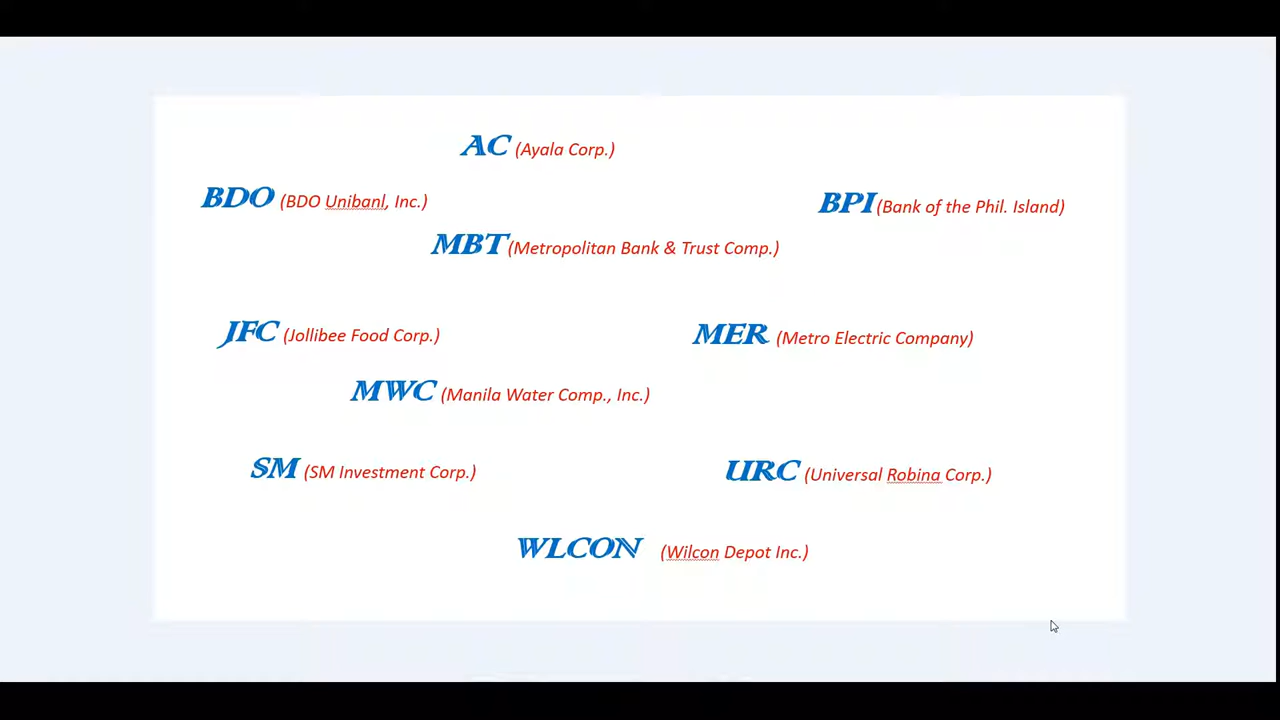 AC (Ayala Corp.)
BDO (BDO Unibanl, Inc.)
BPI (Bank of the Phil. Island)
MBT (Metropolitan Bank & Trust Comp.)
JFC (Jollibee Food Corp.)
MER (Metro Electric Company)
MWC (Manila Water Comp., Inc.)
SM (SM Investment Corp.)
URC (Universal Robina Corp.)
WLCON (Wilcon Depot Inc.)